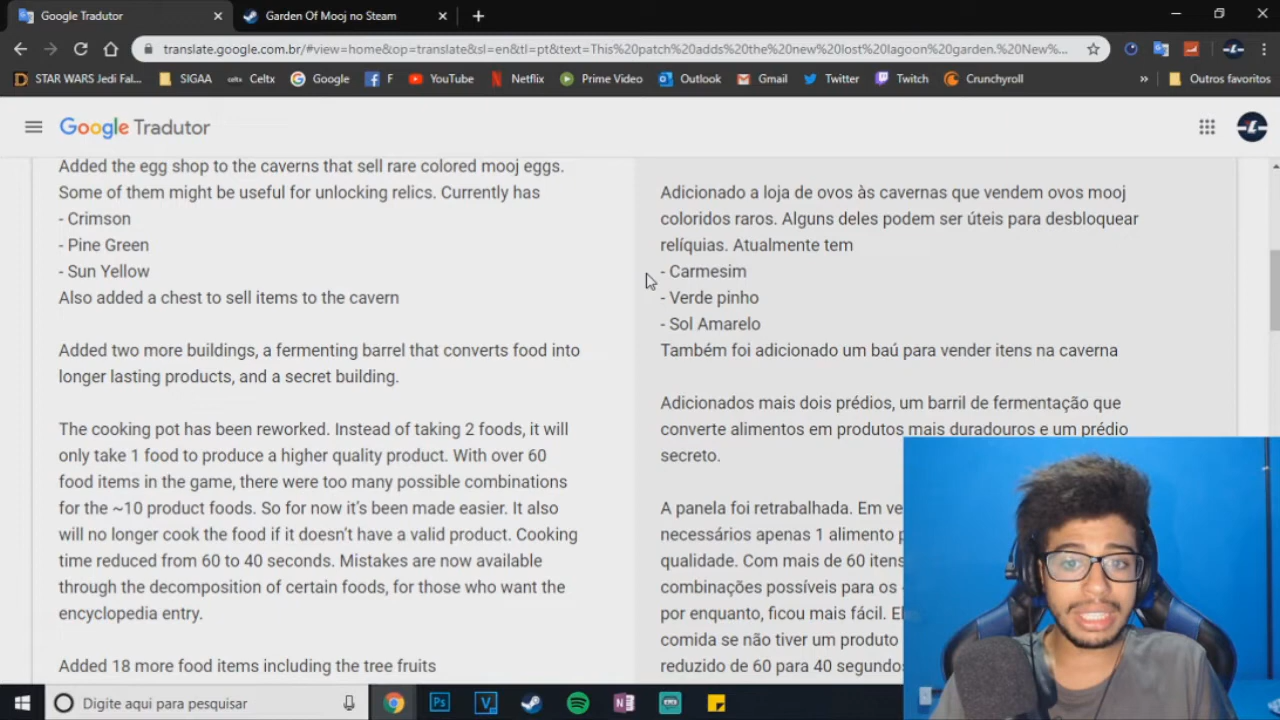 Google Tradutor
Garden Of Mooj no Steam
translate.google.com.br/#view=home&op=translate&sl=en&tl=pt&text=This%20patch%20adds%20the%20new%20lost%20lagoon%20garden.%20New%...
STAR WARS Jedi Fal... SIGAA Celtx Google F YouTube Netflix Prime Video Outlook Gmail Twitter Twitch Crunchyroll » Outros favoritos
Google Tradutor
Added the egg shop to the caverns that sell rare colored mooj eggs.
Some of them might be useful for unlocking relics. Currently has
- Crimson
- Pine Green
- Sun Yellow
Also added a chest to sell items to the cavern
Added two more buildings, a fermenting barrel that converts food into
longer lasting products, and a secret building.
The cooking pot has been reworked. Instead of taking 2 foods, it will
only take 1 food to produce a higher quality product. With over 60
food items in the game, there were too many possible combinations
for the ~10 product foods. So for now it's been made easier. It also
will no longer cook the food if it doesn't have a valid product. Cooking
time reduced from 60 to 40 seconds. Mistakes are now available
through the decomposition of certain foods, for those who want the
encyclopedia entry.
Added 18 more food items including the tree fruits
Adicionado a loja de ovos às cavernas que vendem ovos mooj
coloridos raros. Alguns deles podem ser úteis para desbloquear
relíquias. Atualmente tem
- Carmesim
- Verde pinho
- Sol Amarelo
Também foi adicionado um baú para vender itens na caverna
Adicionados mais dois prédios, um barril de fermentação que
converte alimentos em produtos mais duradouros e um prédio
secreto.
A panela foi retrabalhada. Em ve
necessários apenas 1 alimento p
qualidade. Com mais de 60 itens
combinações possíveis para os
por enquanto, ficou mais fácil. El
comida se não tiver um produto
reduzido de 60 para 40 segundos
Digite aqui para pesquisar